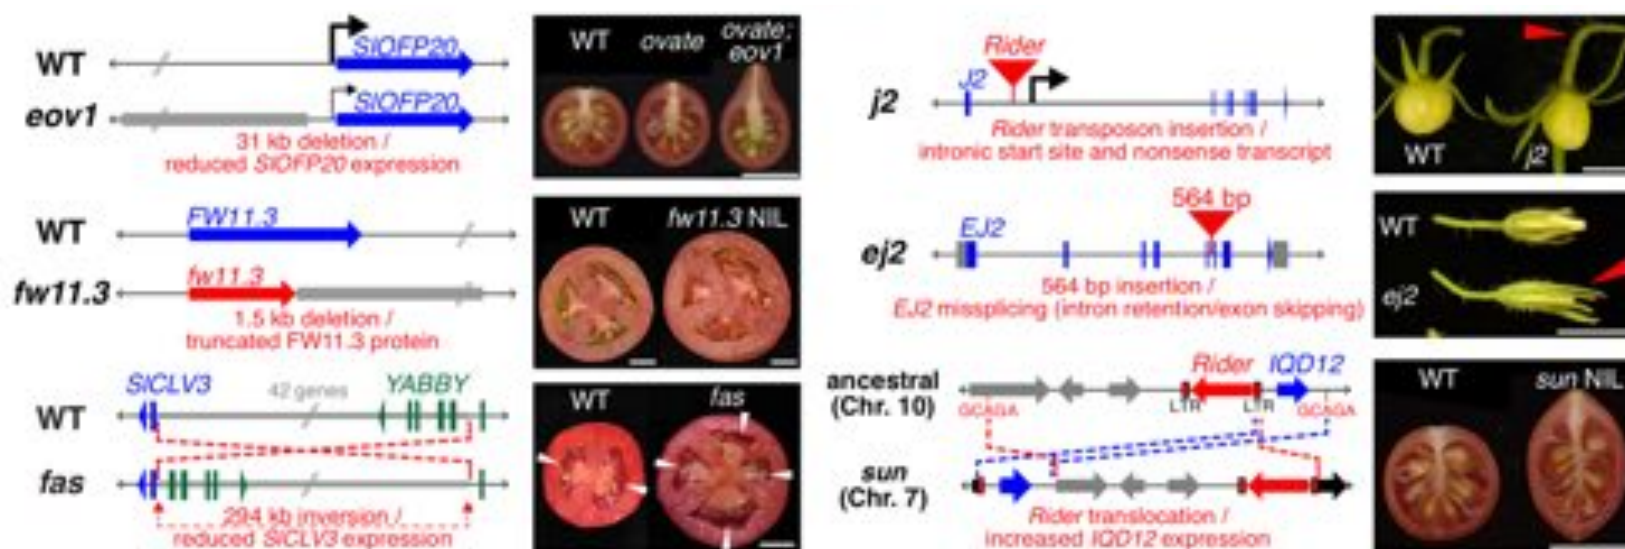 WT
SlOFP20
eov1
SlOFP20
31 kb deletion /
reduced SlOFP20 expression
WT
ovate
ovate;
eov1
WT
FW11.3
fw11.3
fw11.3
1.5 kb deletion /
truncated FW11.3 protein
WT
fw11.3 NIL
SlCLV3
42 genes
YABBY
WT
fas
294 kb inversion /
reduced SlCLV3 expression
WT
fas
Rider
J2
j2
Rider transposon insertion /
intronic start site and nonsense transcript
WT
j2
564 bp
EJ2
ej2
564 bp insertion /
EJ2 missplicing (intron retention/exon skipping)
WT
ej2
Rider
IQD12
ancestral
(Chr. 10)
GCAGA
LTR
LTR
GCAGA
sun
(Chr. 7)
Rider translocation /
increased IQD12 expression
WT
sun NIL